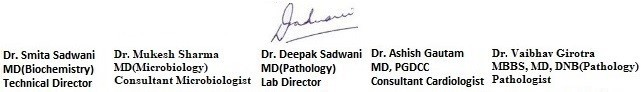 Sadwani
Dr. Smita Sadwani
MD(Biochemistry)
Technical Director
Dr. Mukesh Sharma
MD(Microbiology)
Consultant Microbiologist
Dr. Deepak Sadwani
MD(Pathology)
Lab Director
Dr. Ashish Gautam
MD, PGDCC
Consultant Cardiologist
Dr. Vaibhav Girotra
MBBS, MD, DNB(Pathology)
Pathologist